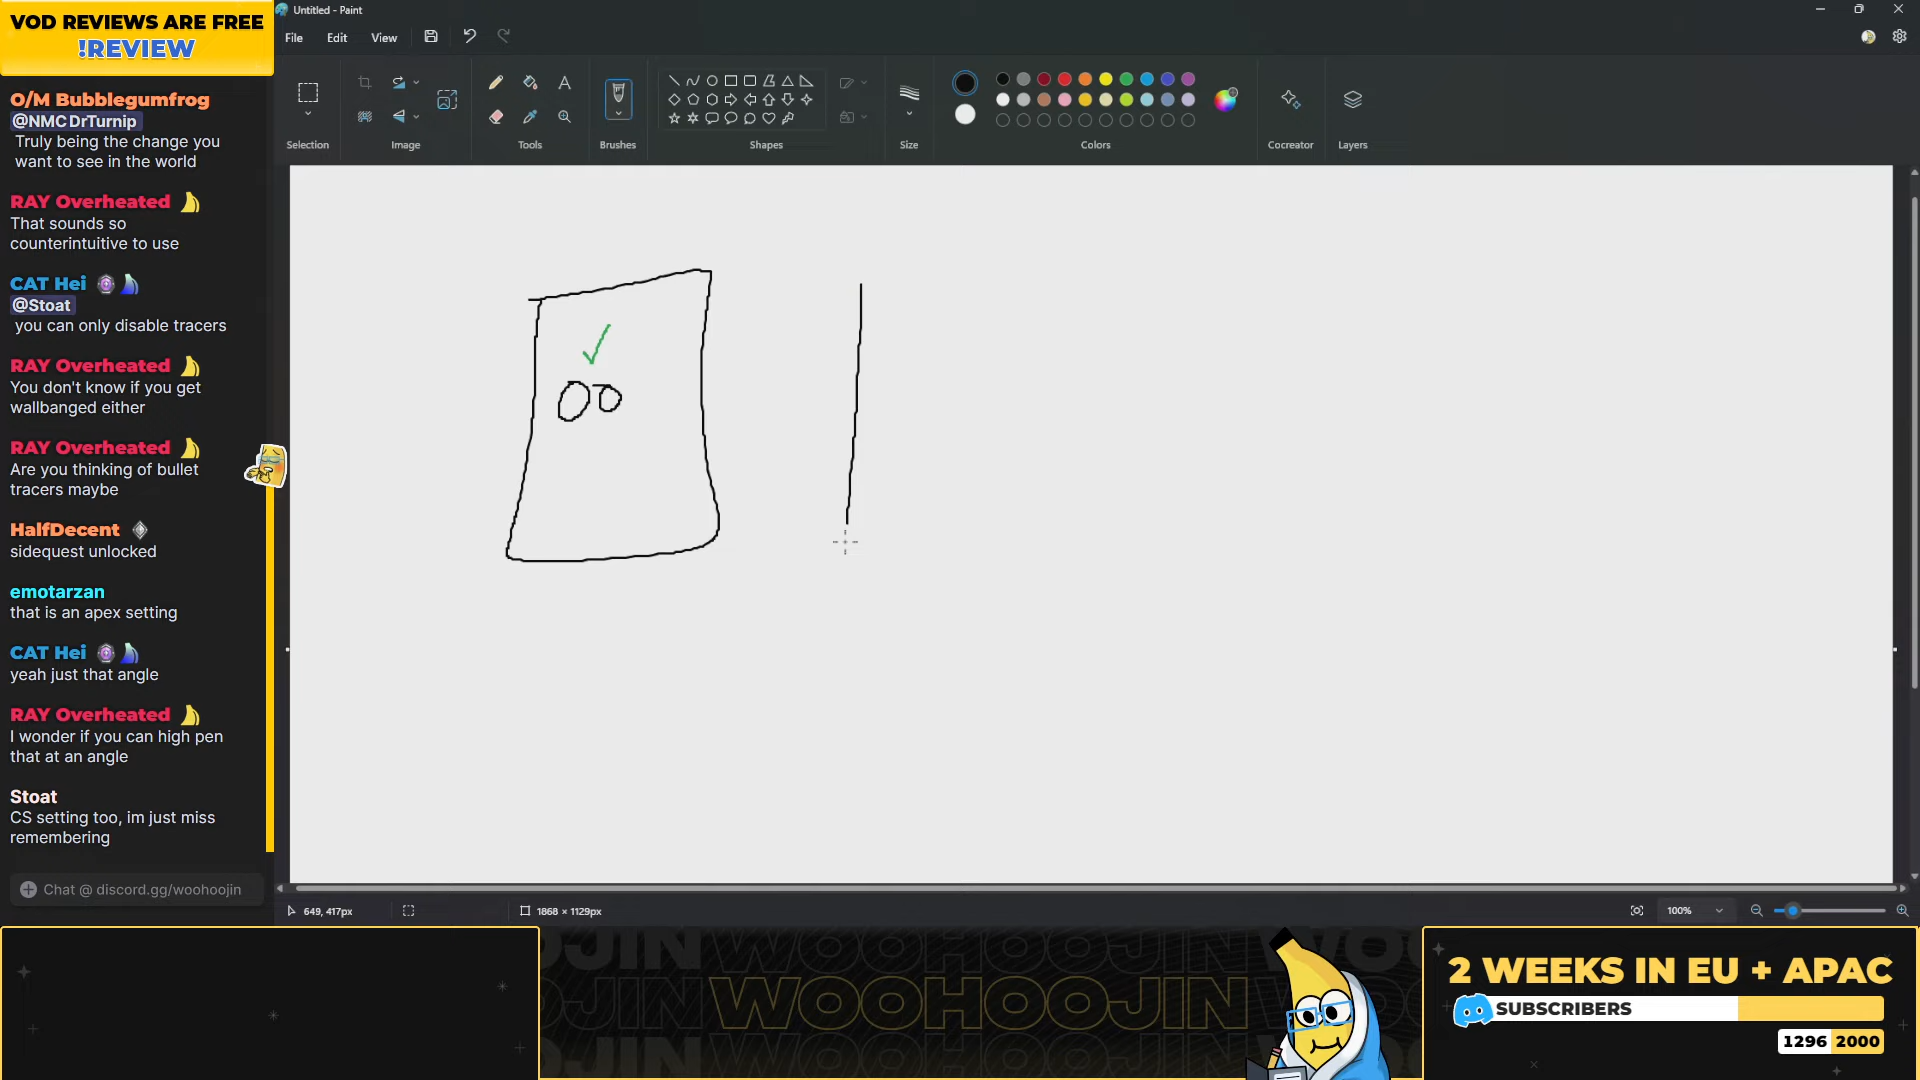 VOD REVIEWS ARE FREE
!REVIEW
O/M Bubblegumfrog
@NMC DrTurnip
Truly being the change you
want to see in the world
RAY Overheated
That sounds so
counterintuitive to use
CAT Hei
@Stoat
you can only disable tracers
RAY Overheated
You don't know if you get
wallbanged either
RAY Overheated
Are you thinking of bullet
tracers maybe
HalfDecent
sidequest unlocked
emotarzan
that is an apex setting
CAT Hei
yeah just that angle
RAY Overheated
I wonder if you can high pen
that at an angle
Stoat
CS setting too, im just miss
remembering
Chat @ discord.gg/woohoojin
Untitled - Paint
File Edit View
Selection Image Tools Brushes Shapes Size Colors Cocreator Layers
649, 417px
1868 × 1129px
100%
WOOHOOJIN
2 WEEKS IN EU + APAC
SUBSCRIBERS
1296 2000